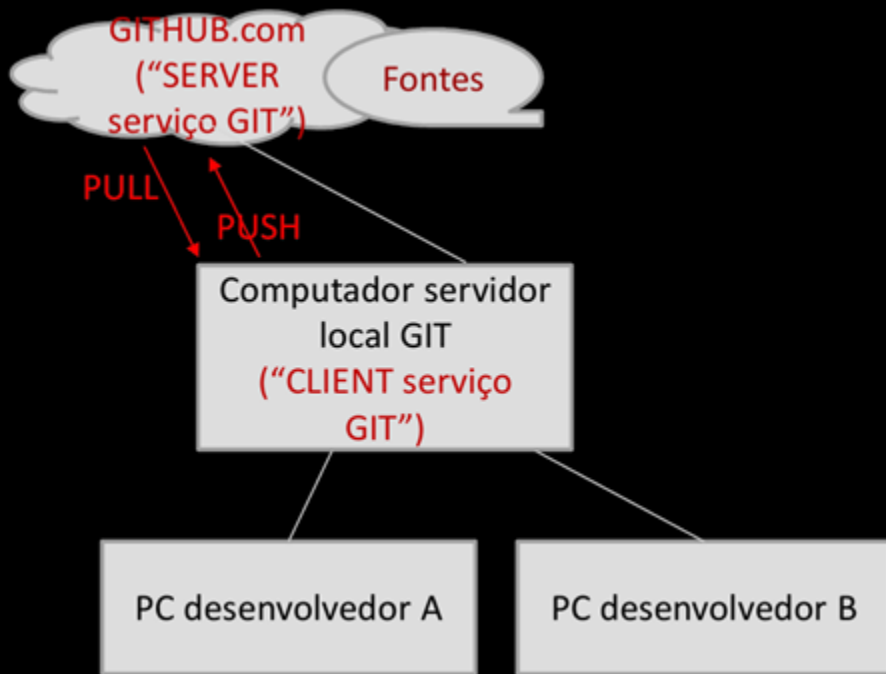 GITHUB.com
(“SERVER
serviço GIT”)
Fontes
PULL
PUSH
Computador servidor
local GIT
(“CLIENT serviço
GIT”)
PC desenvolvedor A
PC desenvolvedor B